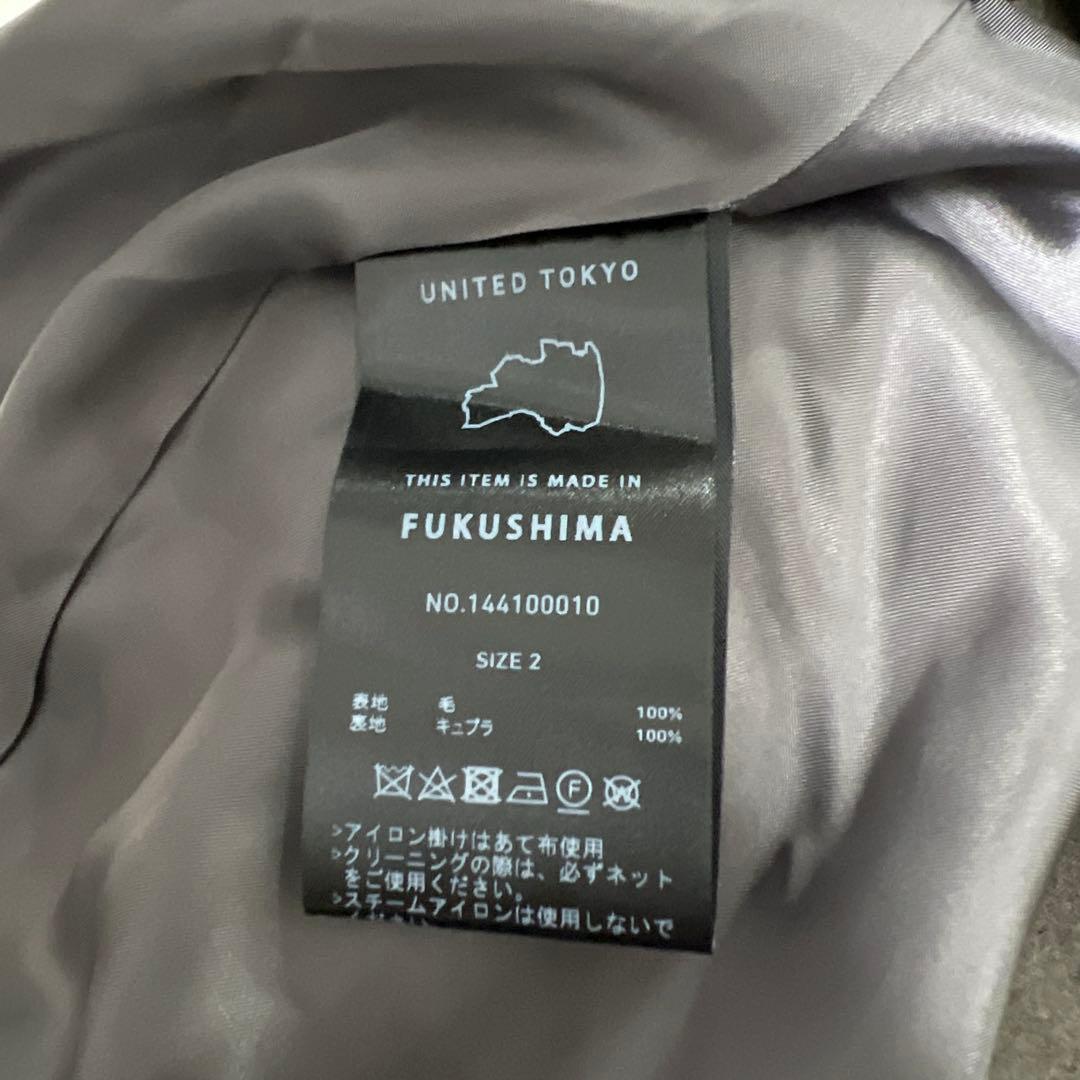 UNITED TOKYO
THIS ITEM IS MADE IN
FUKUSHIMA
NO.144100010
SIZE 2
表地 毛 100%
裏地 キュプラ 100%
F W
>アイロン掛けはあて布使用
>クリーニングの際は、必ずネット
をご使用ください。
>スチームアイロンは使用しないで